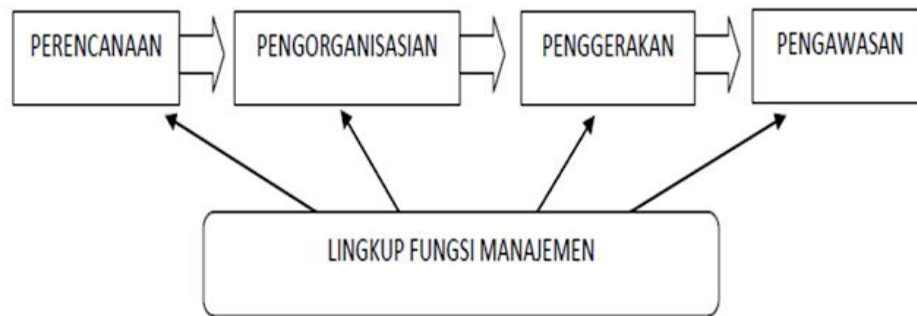 PERENCANAAN
PENGORGANISASIAN
PENGGERAKAN
PENGAWASAN
LINGKUP FUNGSI MANAJEMEN